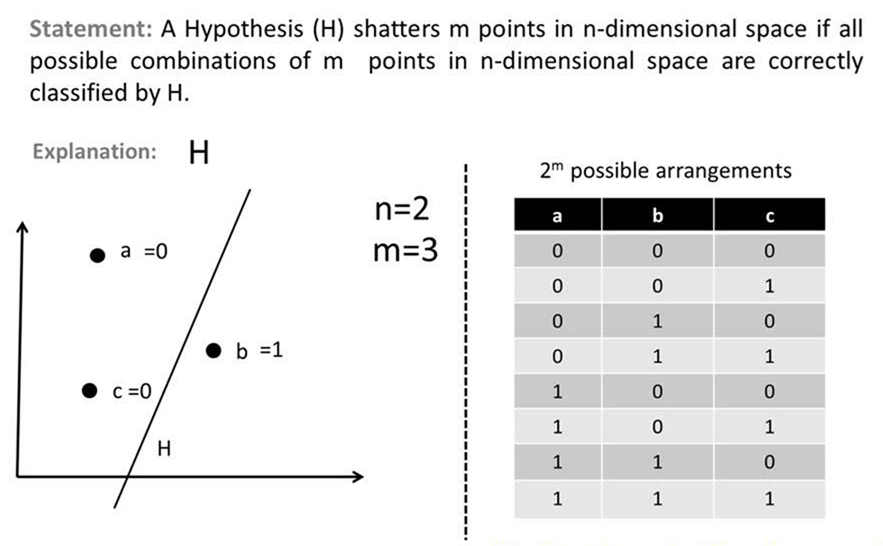 Statement: A Hypothesis (H) shatters m points in n-dimensional space if all
possible combinations of m points in n-dimensional space are correctly
classified by H.
Explanation: H
a =0
b =1
c =0
H
n=2
m=3
2ᵐ possible arrangements
a b c
0 0 0
0 0 1
0 1 0
0 1 1
1 0 0
1 0 1
1 1 0
1 1 1